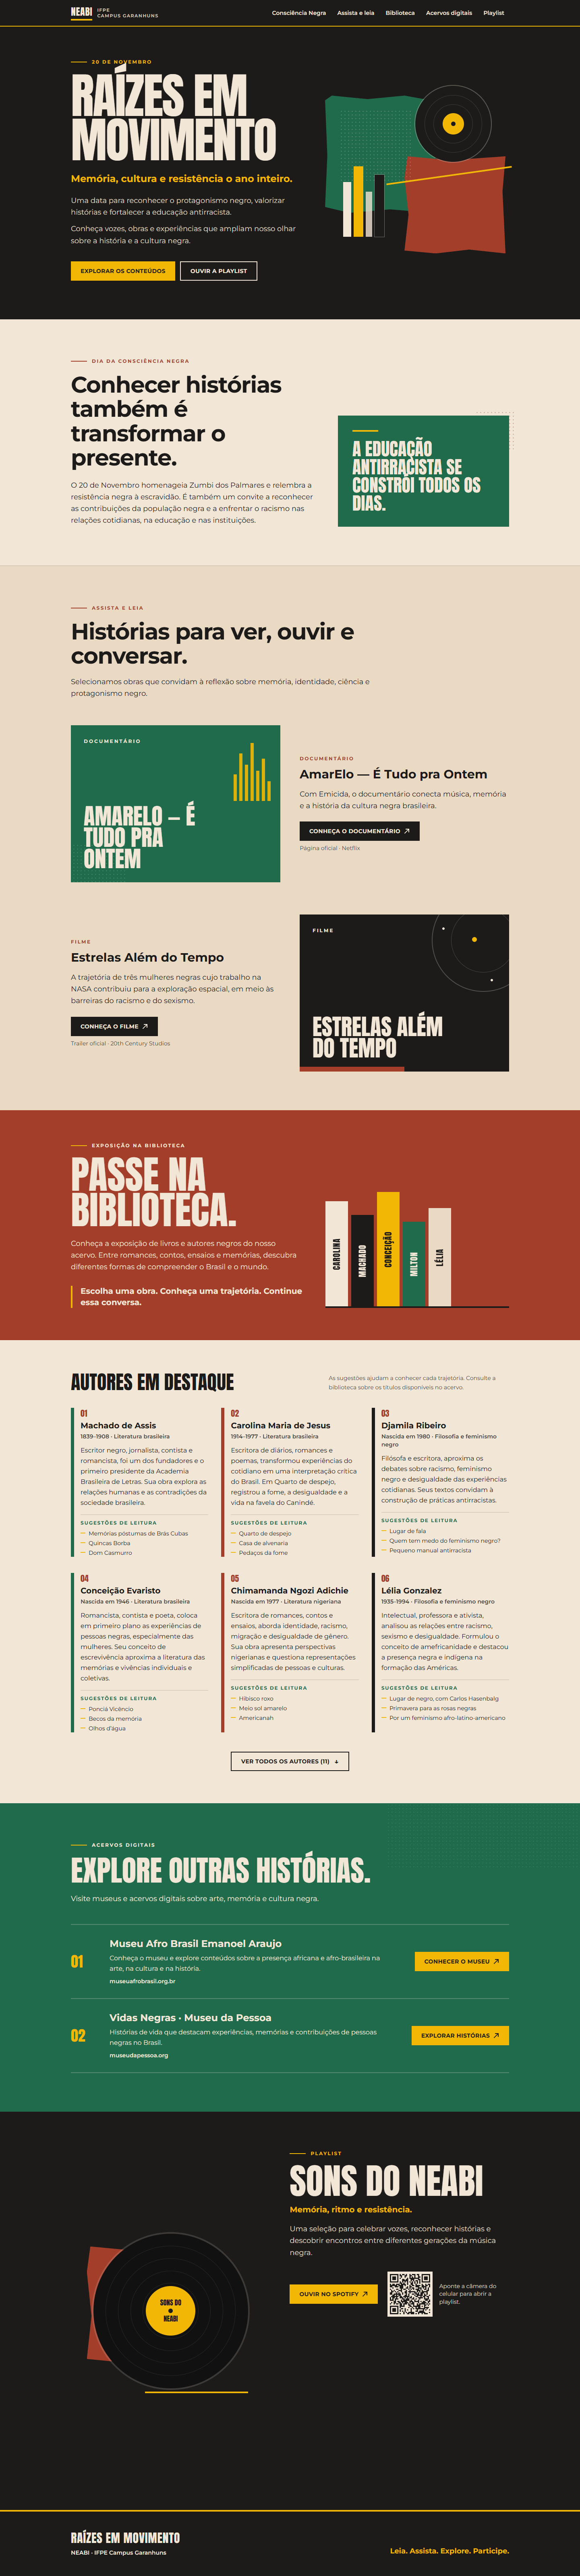 NEABI
IFPE
CAMPUS GARANHUNS
Consciência Negra
Assista e leia
Biblioteca
Acervos digitais
Playlist
20 DE NOVEMBRO
RAÍZES EM
MOVIMENTO
Memória, cultura e resistência o ano inteiro.
Uma data para reconhecer o protagonismo negro, valorizar
histórias e fortalecer a educação antirracista.
Conheça vozes, obras e experiências que ampliam nosso olhar
sobre a história e a cultura negra.
EXPLORAR OS CONTEÚDOS
OUVIR A PLAYLIST
DIA DA CONSCIÊNCIA NEGRA
Conhecer histórias
também é
transformar o
presente.
O 20 de Novembro homenageia Zumbi dos Palmares e relembra a
resistência negra à escravidão. É também um convite a reconhecer
as contribuições da população negra e a enfrentar o racismo nas
relações cotidianas, na educação e nas instituições.
A EDUCAÇÃO
ANTIRRACISTA SE
CONSTRÓI TODOS OS
DIAS.
ASSISTA E LEIA
Histórias para ver, ouvir e
conversar.
Selecionamos obras que convidam à reflexão sobre memória, identidade, ciência e
protagonismo negro.
DOCUMENTÁRIO
AMARELO — É
TUDO PRA
ONTEM
DOCUMENTÁRIO
AmarElo — É Tudo pra Ontem
Com Emicida, o documentário conecta música, memória
e a história da cultura negra brasileira.
CONHEÇA O DOCUMENTÁRIO
Página oficial · Netflix
FILME
Estrelas Além do Tempo
A trajetória de três mulheres negras cujo trabalho na
NASA contribuiu para a exploração espacial, em meio às
barreiras do racismo e do sexismo.
CONHEÇA O FILME
Trailer oficial · 20th Century Studios
FILME
ESTRELAS ALÉM
DO TEMPO
EXPOSIÇÃO NA BIBLIOTECA
PASSE NA
BIBLIOTECA.
Conheça a exposição de livros e autores negros do nosso
acervo. Entre romances, contos, ensaios e memórias, descubra
diferentes formas de compreender o Brasil e o mundo.
Escolha uma obra. Conheça uma trajetória. Continue
essa conversa.
CAROLINA
MACHADO
CONCEIÇÃO
MILTON
LÉLIA
AUTORES EM DESTAQUE
As sugestões ajudam a conhecer cada trajetória. Consulte a
biblioteca sobre os títulos disponíveis no acervo.
01
Machado de Assis
1839-1908 · Literatura brasileira
Escritor negro, jornalista, contista e
romancista, foi um dos fundadores e o
primeiro presidente da Academia
Brasileira de Letras. Sua obra explora as
relações humanas e as contradições da
sociedade brasileira.
SUGESTÕES DE LEITURA
Memórias póstumas de Brás Cubas
Quincas Borba
Dom Casmurro
02
Carolina Maria de Jesus
1914-1977 · Literatura brasileira
Escritora de diários, romances e
poemas, transformou experiências do
cotidiano em uma interpretação crítica
do Brasil. Em Quarto de despejo,
registrou a fome, a desigualdade e a
vida na favela do Canindé.
SUGESTÕES DE LEITURA
Quarto de despejo
Casa de alvenaria
Pedaços da fome
03
Djamila Ribeiro
Nascida em 1980 · Filosofia e feminismo
negro
Filósofa e escritora, aproxima os
debates sobre racismo, feminismo
negro e desigualdade das experiências
cotidianas. Seus textos convidam à
construção de práticas antirracistas.
SUGESTÕES DE LEITURA
Lugar de fala
Quem tem medo do feminismo negro?
Pequeno manual antirracista
04
Conceição Evaristo
Nascida em 1946 · Literatura brasileira
Romancista, contista e poeta, coloca
em primeiro plano as experiências de
pessoas negras, especialmente das
mulheres. Seu conceito de
escrevivência aproxima a literatura das
memórias e vivências individuais e
coletivas.
SUGESTÕES DE LEITURA
Ponciá Vicêncio
Becos da memória
Olhos d'água
05
Chimamanda Ngozi Adichie
Nascida em 1977 · Literatura nigeriana
Escritora de romances, contos e
ensaios, aborda identidade, racismo,
migração e desigualdade de gênero.
Sua obra apresenta perspectivas
nigerianas e questiona representações
simplificadas de pessoas e culturas.
SUGESTÕES DE LEITURA
Hibisco roxo
Meio sol amarelo
Americanah
06
Lélia Gonzalez
1935-1994 · Filosofia e feminismo negro
Intelectual, professora e ativista,
analisou as relações entre racismo,
sexismo e desigualdade. Formulou o
conceito de amefricanidade e destacou
a presença negra e indígena na
formação das Américas.
SUGESTÕES DE LEITURA
Lugar de negro, com Carlos Hasenbalg
Primavera para as rosas negras
Por um feminismo afro-latino-americano
VER TODOS OS AUTORES (11)
ACERVOS DIGITAIS
EXPLORE OUTRAS HISTÓRIAS.
Visite museus e acervos digitais sobre arte, memória e cultura negra.
01
Museu Afro Brasil Emanoel Araujo
Conheça o museu e explore conteúdos sobre a presença africana e afro-brasileira na
arte, na cultura e na história.
museuafrobrasil.org.br
CONHECER O MUSEU
02
Vidas Negras · Museu da Pessoa
Histórias de vida que destacam experiências, memórias e contribuições de pessoas
negras no Brasil.
museudapessoa.org
EXPLORAR HISTÓRIAS
PLAYLIST
SONS DO NEABI
Memória, ritmo e resistência.
Uma seleção para celebrar vozes, reconhecer histórias e
descobrir encontros entre diferentes gerações da música
negra.
OUVIR NO SPOTIFY
Aponte a câmera do
celular para abrir a
playlist.
SONS DO
NEABI
RAÍZES EM MOVIMENTO
NEABI · IFPE Campus Garanhuns
Leia. Assista. Explore. Participe.